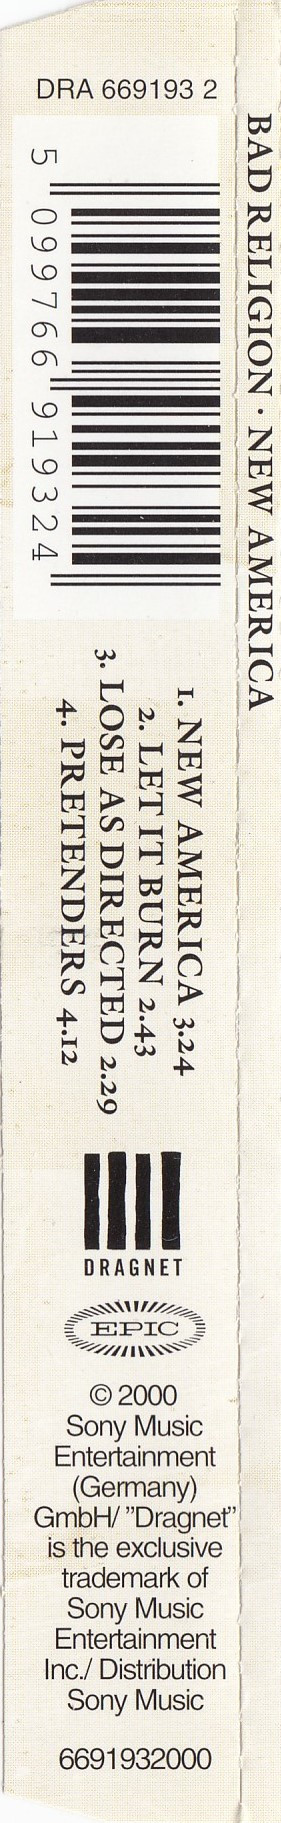 DRA 669193 2
BAD RELIGION · NEW AMERICA
5 099766 919324
1. NEW AMERICA 3.24
2. LET IT BURN 2.43
3. LOSE AS DIRECTED 2.29
4. PRETENDERS 4.12
DRAGNET
EPIC
© 2000
Sony Music
Entertainment
(Germany)
GmbH/ ”Dragnet”
is the exclusive
trademark of
Sony Music
Entertainment
Inc./ Distribution
Sony Music
6691932000